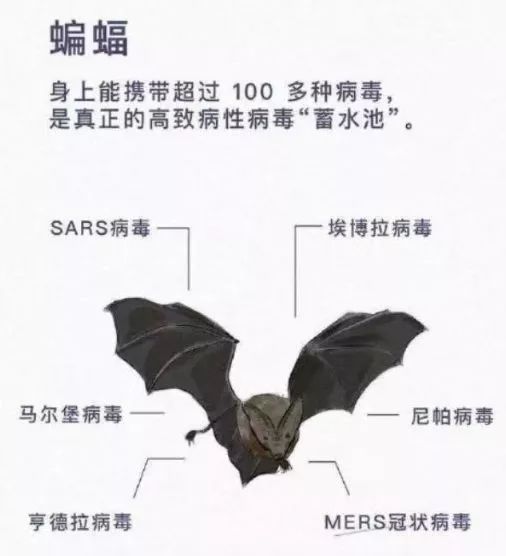 蝙蝠
身上能携带超过 100 多种病毒，
是真正的高致病性病毒“蓄水池”。
SARS病毒
埃博拉病毒
马尔堡病毒
尼帕病毒
亨德拉病毒
MERS冠状病毒